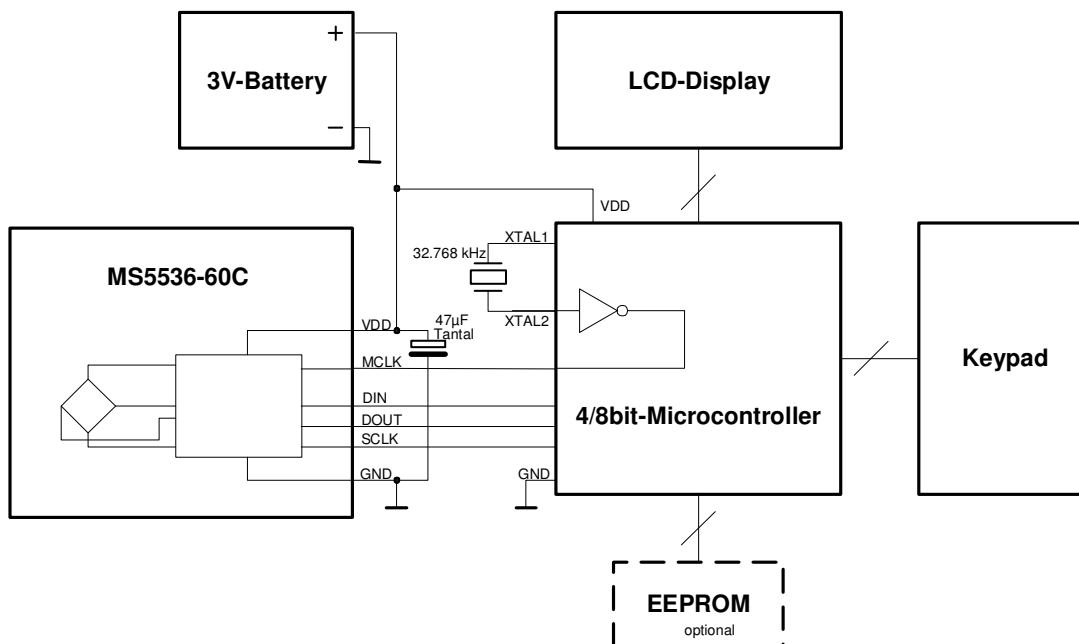 +
3V-Battery
−
LCD-Display
VDD
XTAL1
32.768 kHz
XTAL2
MS5536-60C
VDD
47µF
Tantal
MCLK
DIN
DOUT
SCLK
GND
4/8bit-Microcontroller
GND
Keypad
EEPROM
optional